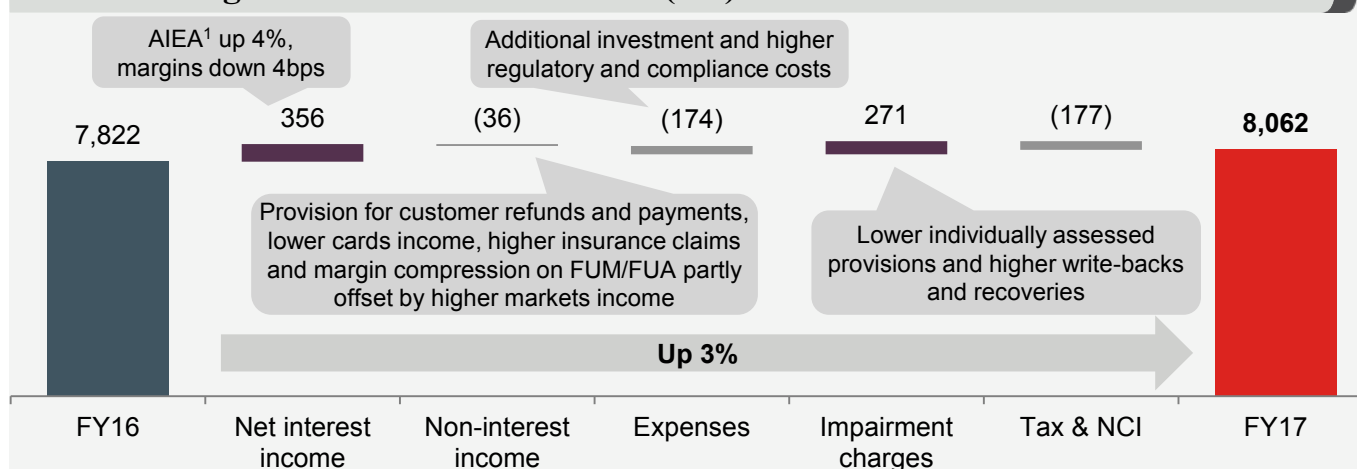 AIEA¹ up 4%,
margins down 4bps
Additional investment and higher
regulatory and compliance costs
7,822
356
(36)
(174)
271
(177)
8,062
Provision for customer refunds and payments,
lower cards income, higher insurance claims
and margin compression on FUM/FUA partly
offset by higher markets income
Lower individually assessed
provisions and higher write-backs
and recoveries
Up 3%
FY16
Net interest
income
Non-interest
income
Expenses
Impairment
charges
Tax & NCI
FY17